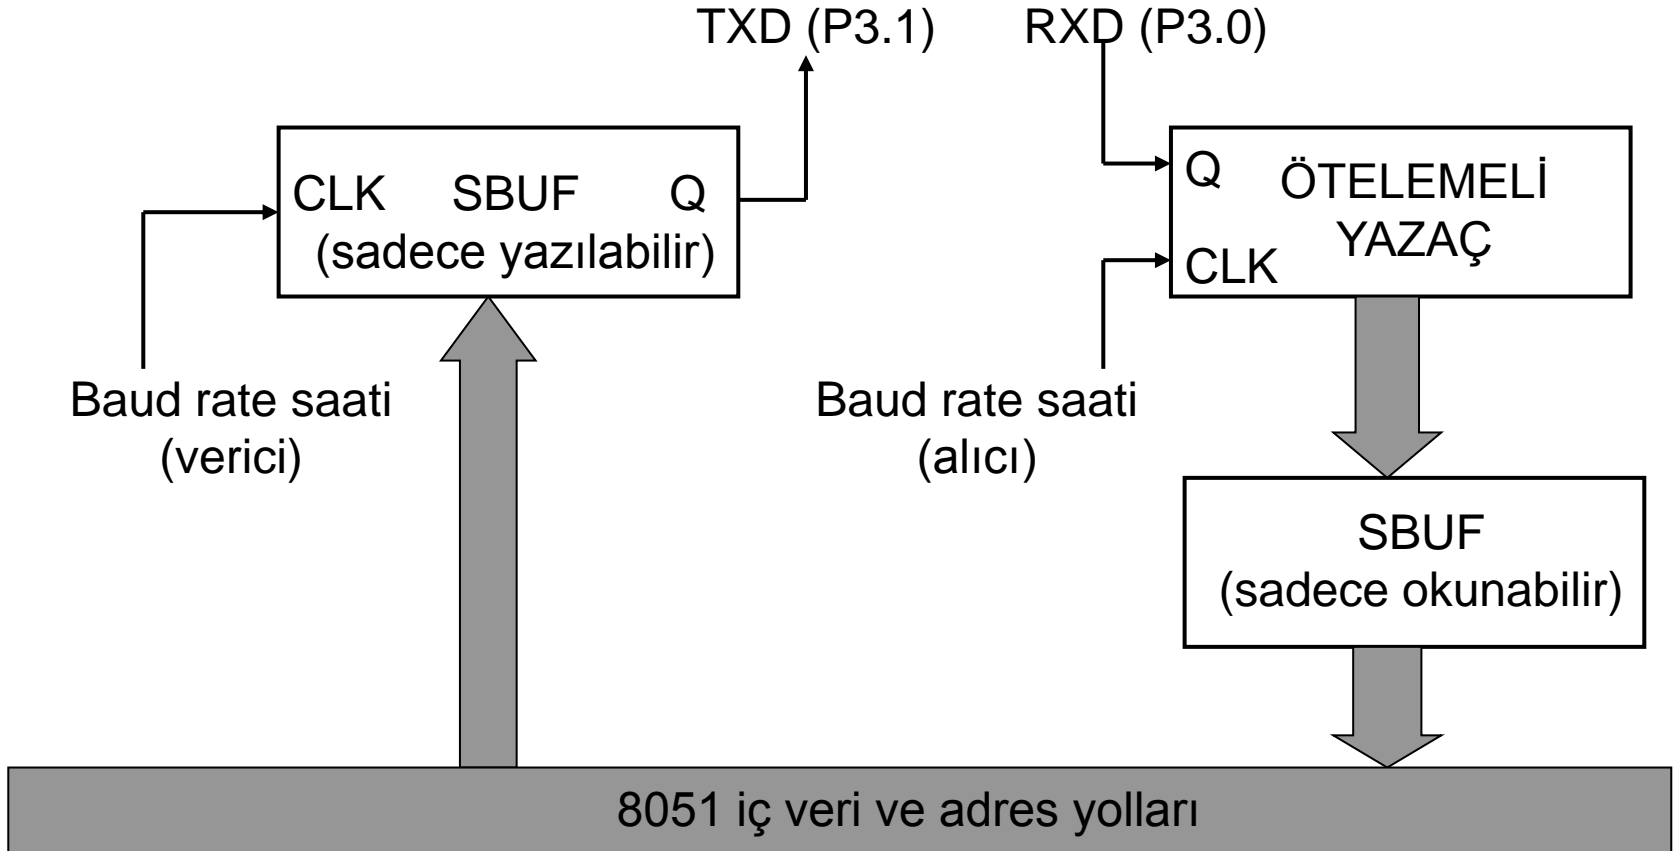 TXD (P3.1)
RXD (P3.0)
CLK SBUF Q
(sadece yazılabilir)
Q ÖTELEMELİ
YAZAÇ
CLK
Baud rate saati
(verici)
Baud rate saati
(alıcı)
SBUF
(sadece okunabilir)
8051 iç veri ve adres yolları